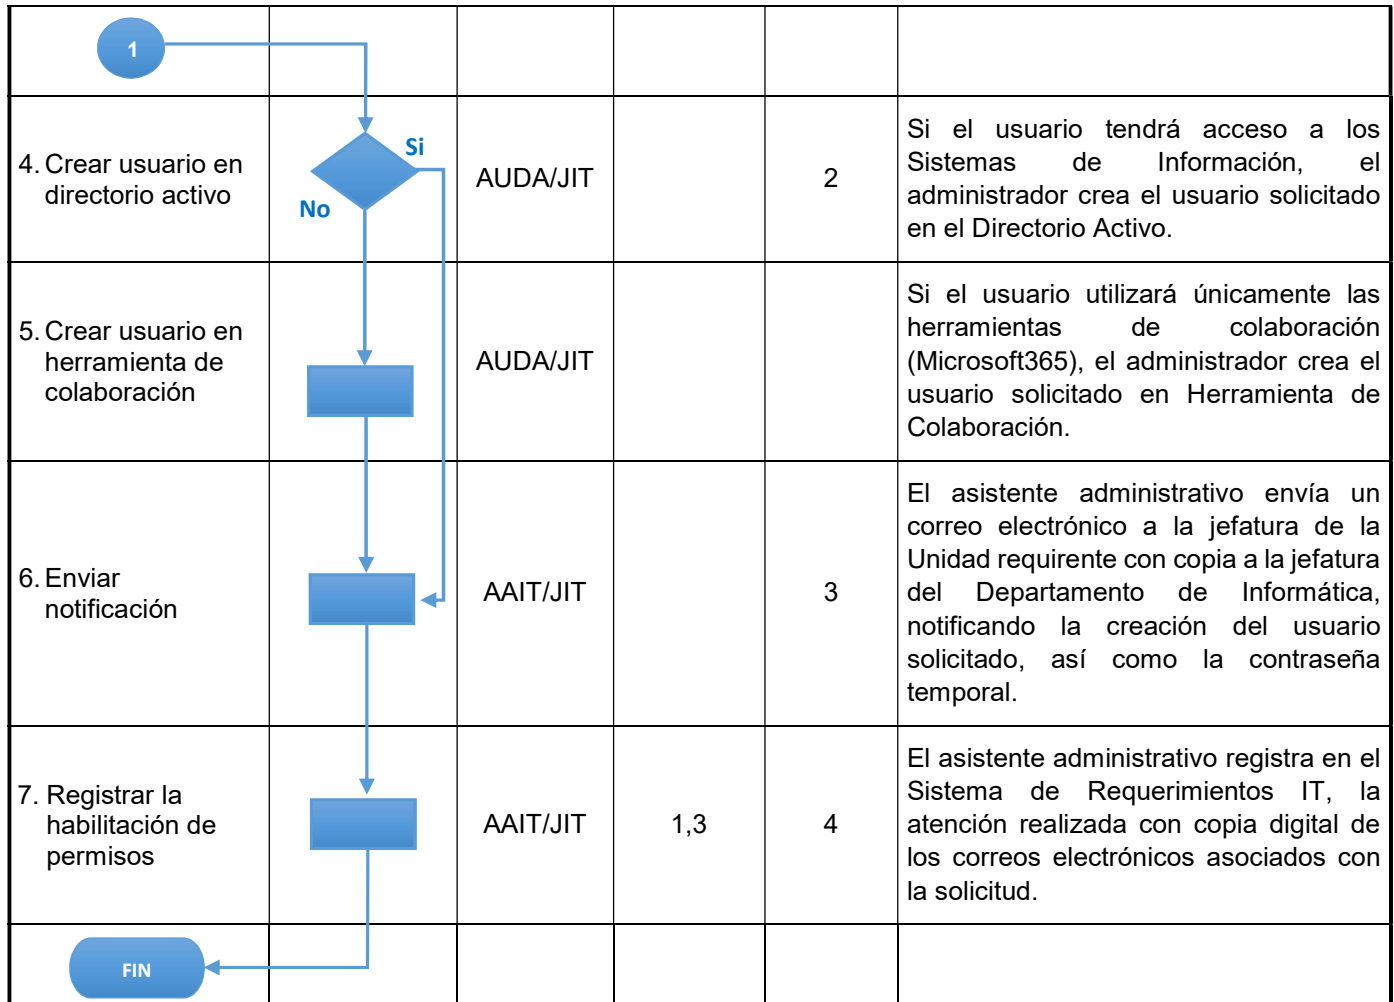 1
4. Crear usuario en
directorio activo
Si
No
AUDA/JIT
2
Si el usuario tendrá acceso a los
Sistemas de Información, el
administrador crea el usuario solicitado
en el Directorio Activo.
5. Crear usuario en
herramienta de
colaboración
AUDA/JIT
Si el usuario utilizará únicamente las
herramientas de colaboración
(Microsoft365), el administrador crea el
usuario solicitado en Herramienta de
Colaboración.
6. Enviar
notificación
AAIT/JIT
3
El asistente administrativo envía un
correo electrónico a la jefatura de la
Unidad requirente con copia a la jefatura
del Departamento de Informática,
notificando la creación del usuario
solicitado, así como la contraseña
temporal.
7. Registrar la
habilitación de
permisos
AAIT/JIT
1,3
4
El asistente administrativo registra en el
Sistema de Requerimientos IT, la
atención realizada con copia digital de
los correos electrónicos asociados con
la solicitud.
FIN